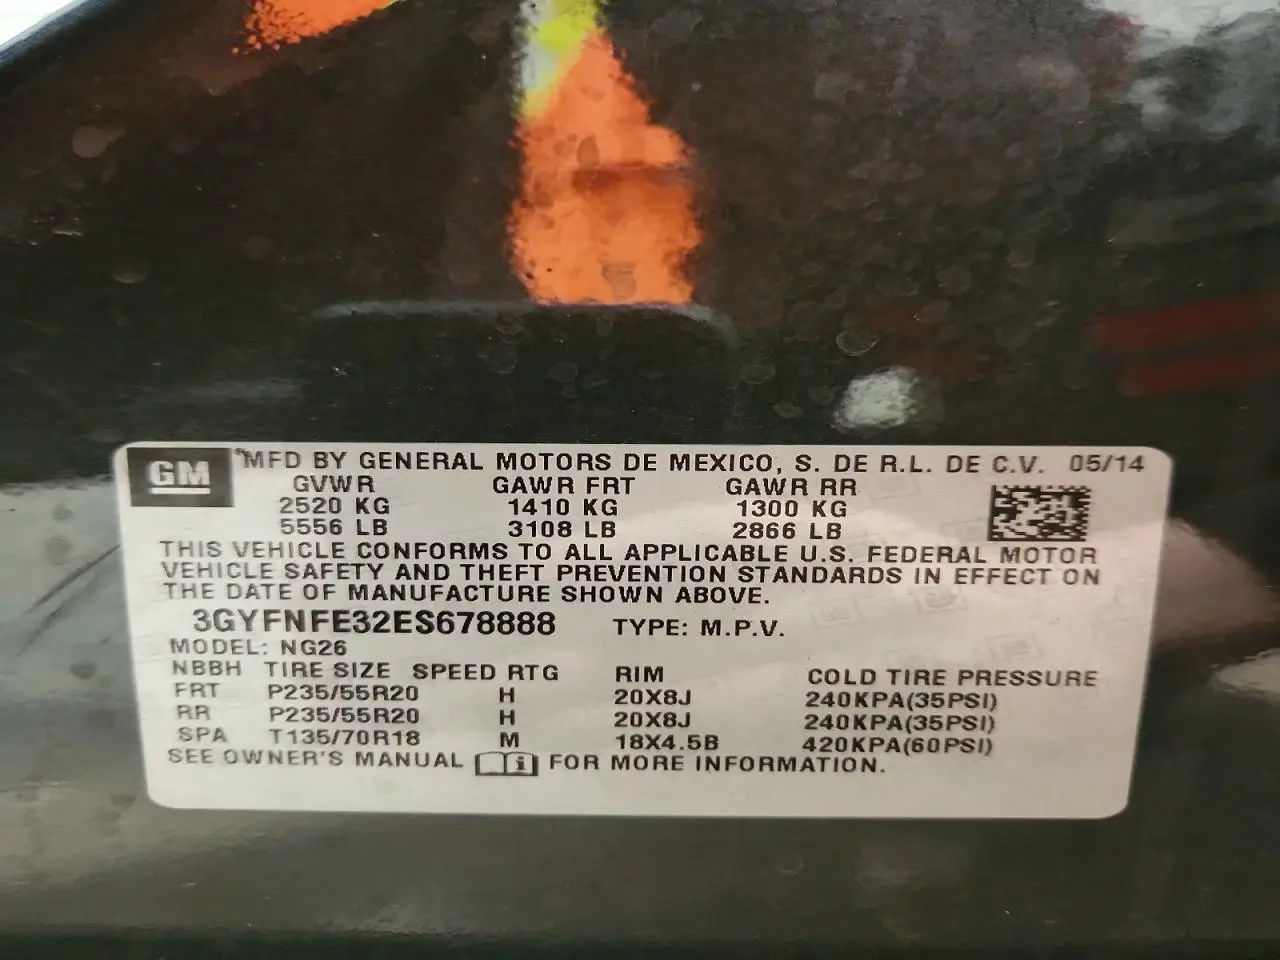 GM
MFD BY GENERAL MOTORS DE MEXICO, S. DE R.L. DE C.V. 05/14
GVWR GAWR FRT GAWR RR
2520 KG 1410 KG 1300 KG
5556 LB 3108 LB 2866 LB
THIS VEHICLE CONFORMS TO ALL APPLICABLE U.S. FEDERAL MOTOR
VEHICLE SAFETY AND THEFT PREVENTION STANDARDS IN EFFECT ON
THE DATE OF MANUFACTURE SHOWN ABOVE.
3GYFNFE32ES678888 TYPE: M.P.V.
MODEL: NG26
NBBH TIRE SIZE SPEED RTG RIM COLD TIRE PRESSURE
FRT P235/55R20 H 20X8J 240KPA(35PSI)
RR P235/55R20 H 20X8J 240KPA(35PSI)
SPA T135/70R18 M 18X4.5B 420KPA(60PSI)
SEE OWNER'S MANUAL i FOR MORE INFORMATION.